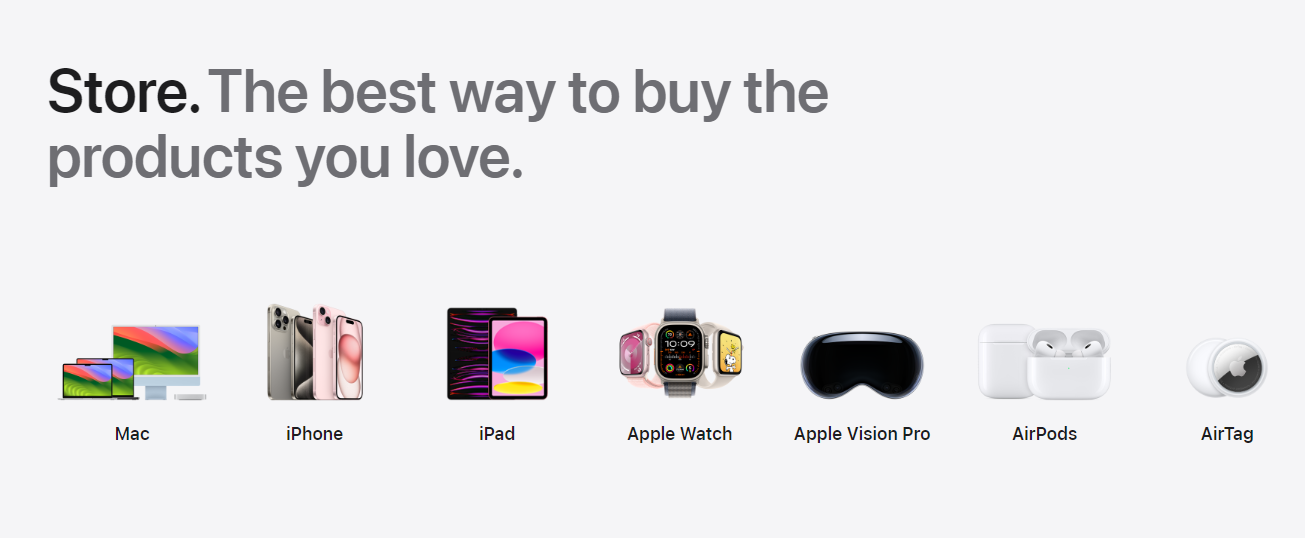 Store. The best way to buy the
products you love.
10:09
Mac
iPhone
iPad
Apple Watch
Apple Vision Pro
AirPods
AirTag